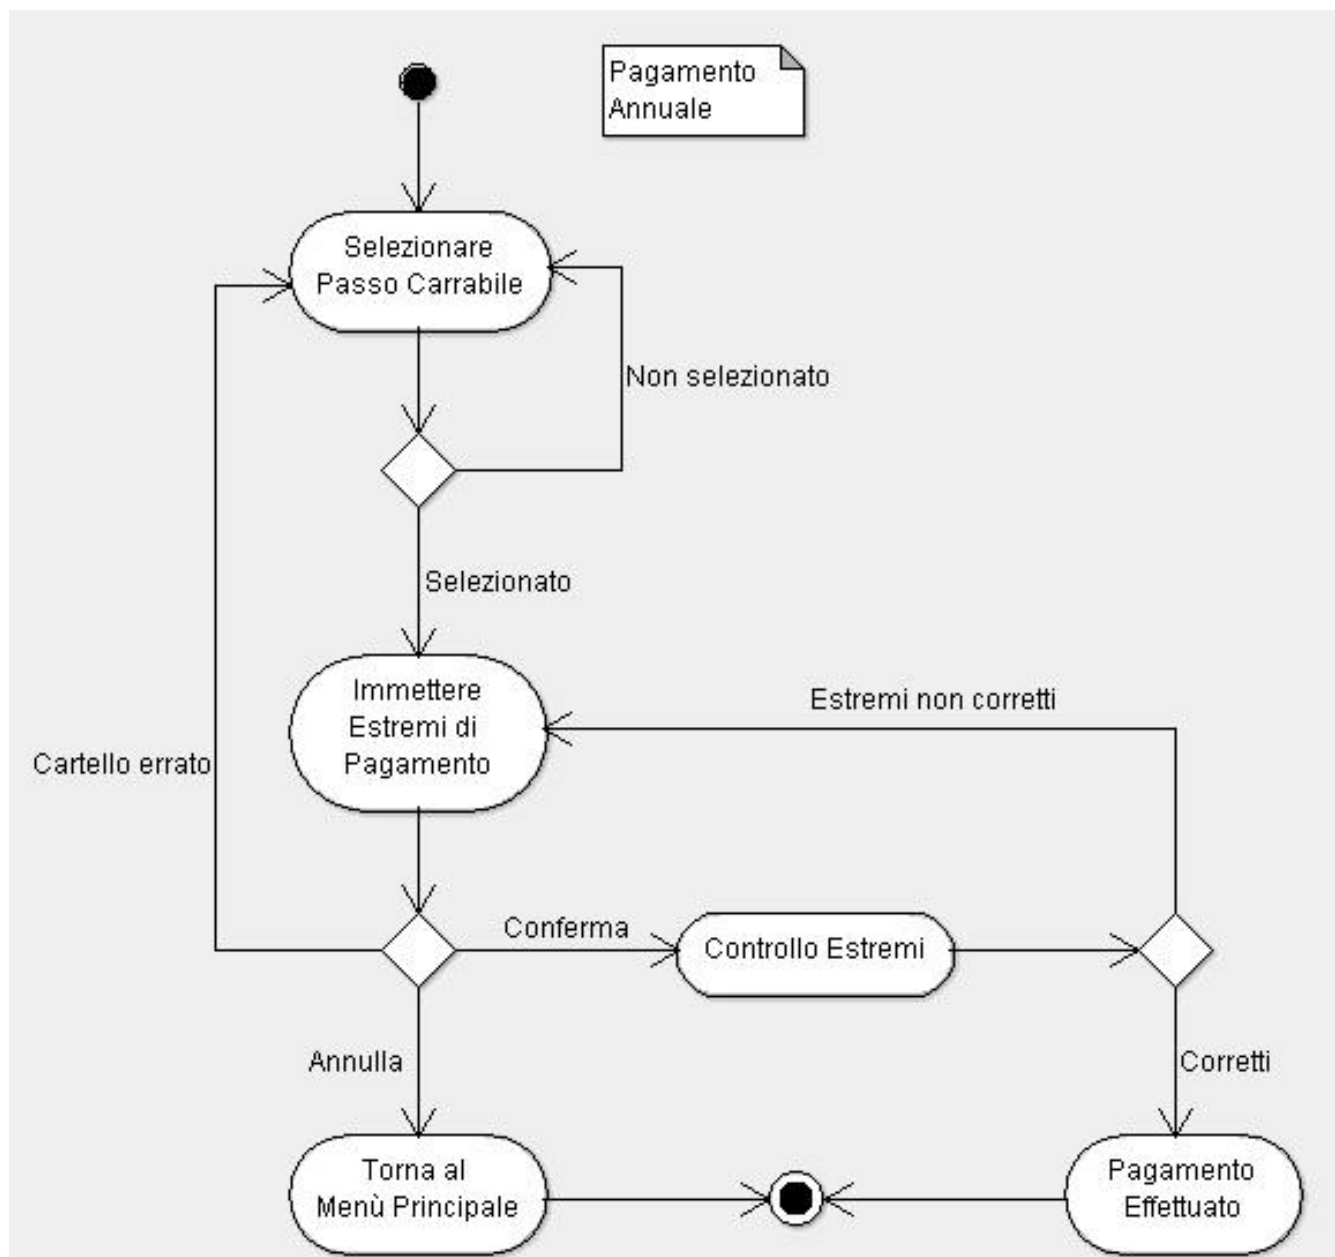 Pagamento
Annuale
Selezionare
Passo Carrabile
Non selezionato
Selezionato
Immettere
Estremi di
Pagamento
Estremi non corretti
Cartello errato
Conferma
Controllo Estremi
Annulla
Corretti
Torna al
Menù Principale
Pagamento
Effettuato